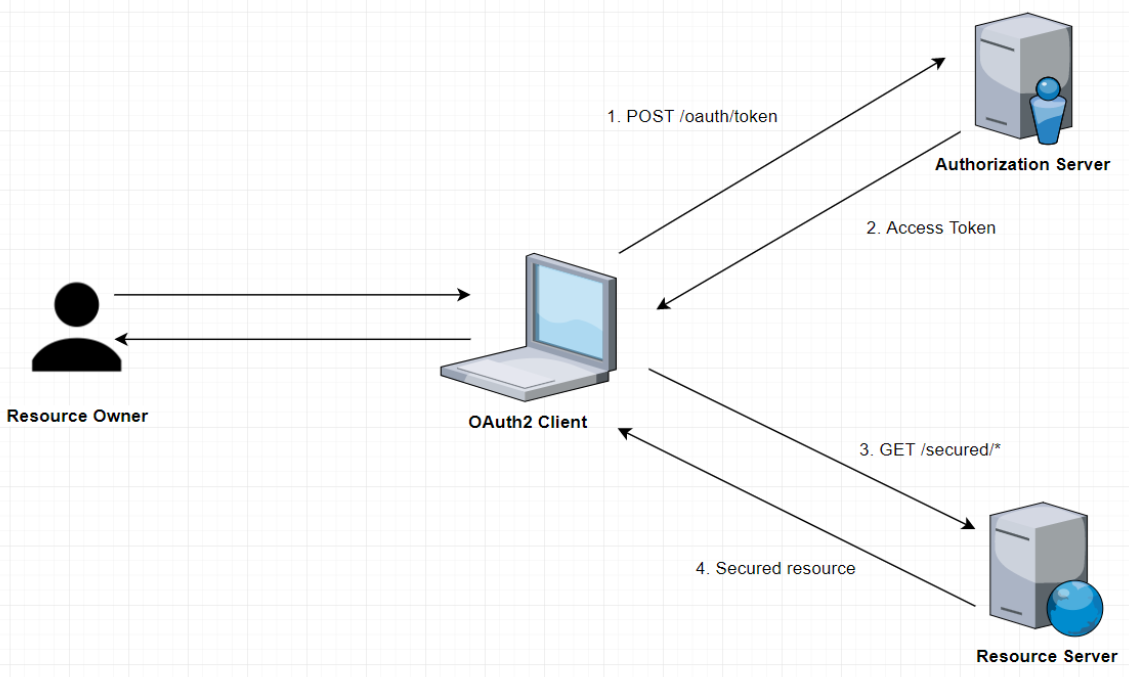 1. POST /oauth/token
Authorization Server
2. Access Token
Resource Owner
OAuth2 Client
3. GET /secured/*
4. Secured resource
Resource Server